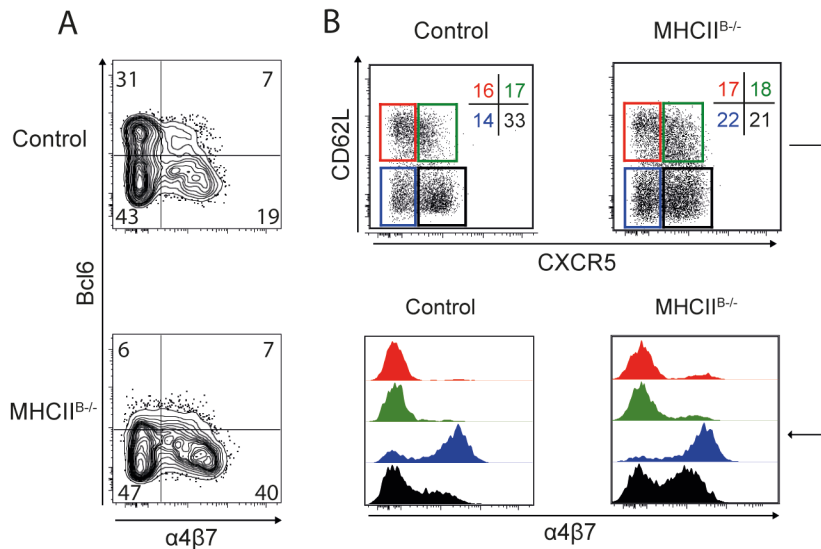 A
B
Control
MHCII^B-/-
31 7
Control
43 19
Bcl6
6 7
MHCII^B-/-
47 40
α4β7
CD62L
16 17
14 33
17 18
22 21
CXCR5
Control
MHCII^B-/-
α4β7